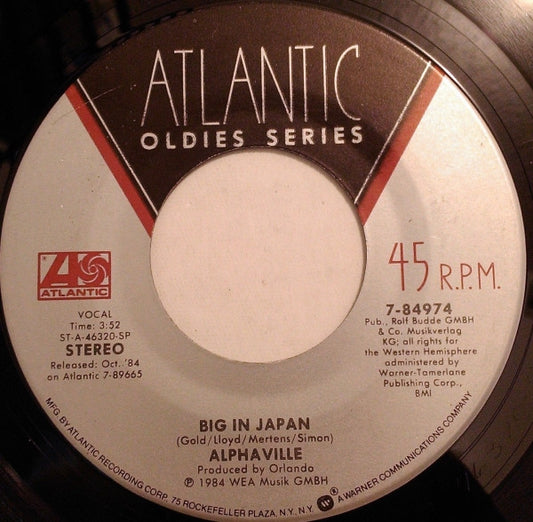 ATLANTIC
OLDIES SERIES
ATLANTIC
VOCAL
Time: 3:52
ST-A-46320-SP
STEREO
Released: Oct. '84
on Atlantic 7-89665
45 R.P.M.
7-84974
Pub., Rolf Budde GMBH
& Co. Musikverlag
KG; all rights for
the Western Hemisphere
administered by
Warner-Tamerlane
Publishing Corp.,
BMI
BIG IN JAPAN
(Gold/Lloyd/Mertens/Simon)
ALPHAVILLE
Produced by Orlando
℗ 1984 WEA Musik GMBH
MFG BY ATLANTIC RECORDING CORP. 75 ROCKEFELLER PLAZA, N.Y. N.Y. A WARNER COMMUNICATIONS COMPANY